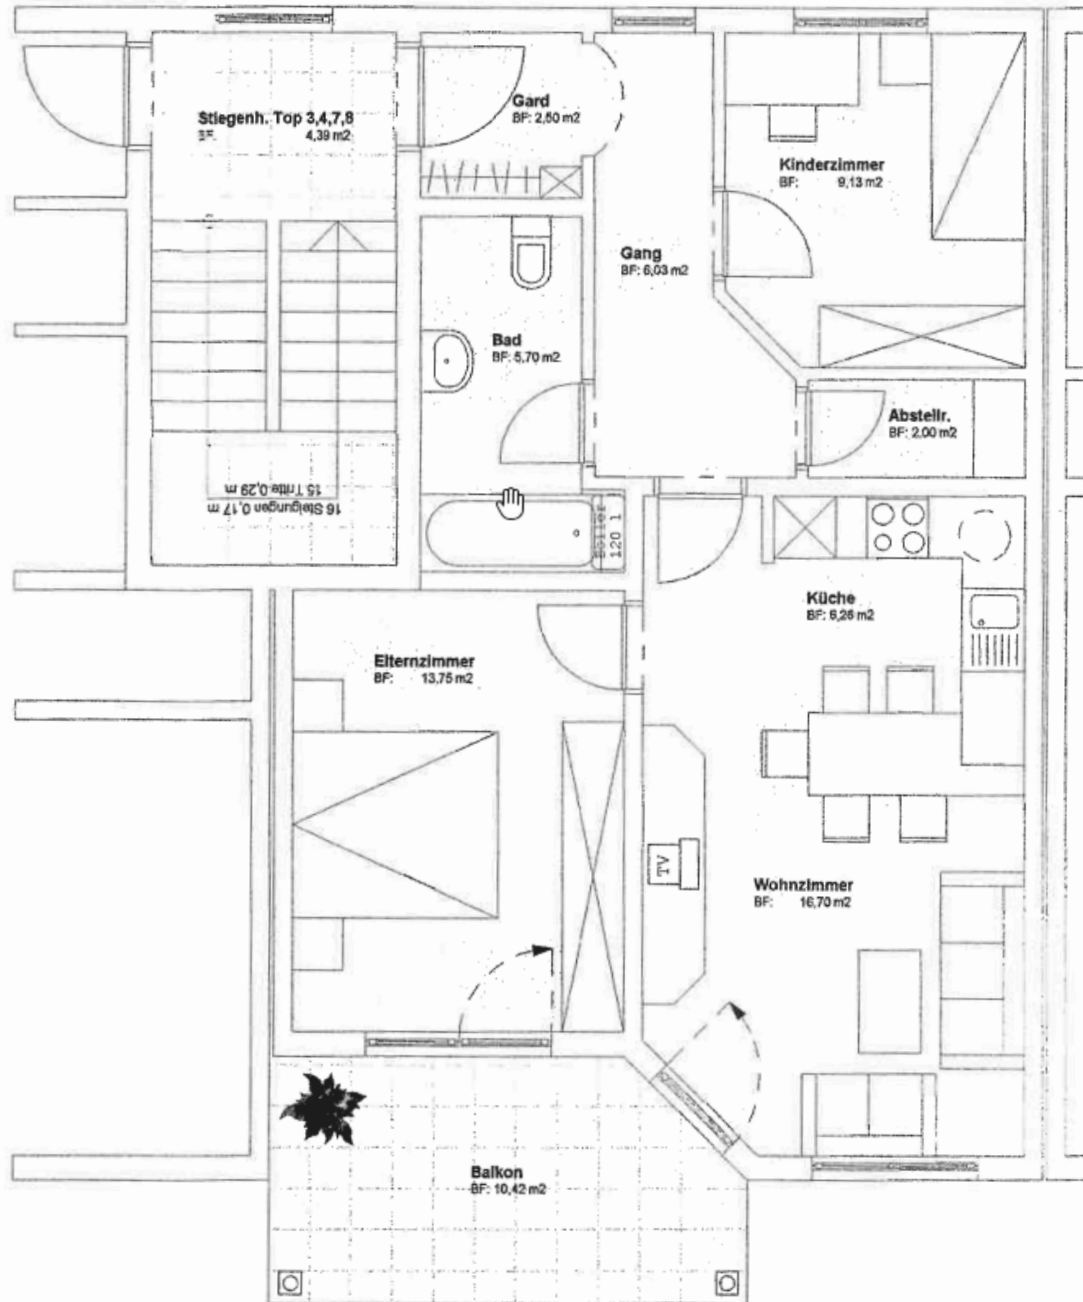 Stiegenh. Top 3,4,7,8
BF: 4,39 m2
Gard
BF: 2,50 m2
Kinderzimmer
BF: 9,13 m2
Gang
BF: 6,03 m2
Bad
BF: 5,70 m2
Abstellr.
BF: 2,00 m2
16 Steigungen 0,17 m
15 Tritte 0,29 m
Boiler
120 l
Küche
BF: 6,26 m2
Elternzimmer
BF: 13,75 m2
TV
Wohnzimmer
BF: 16,70 m2
Balkon
BF: 10,42 m2